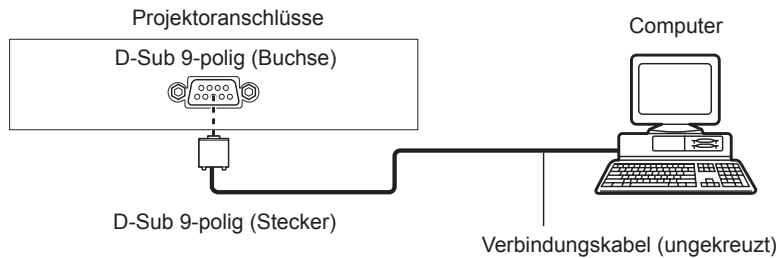 Projektoranschlüsse
Computer
D-Sub 9-polig (Buchse)
D-Sub 9-polig (Stecker)
Verbindungskabel (ungekreuzt)